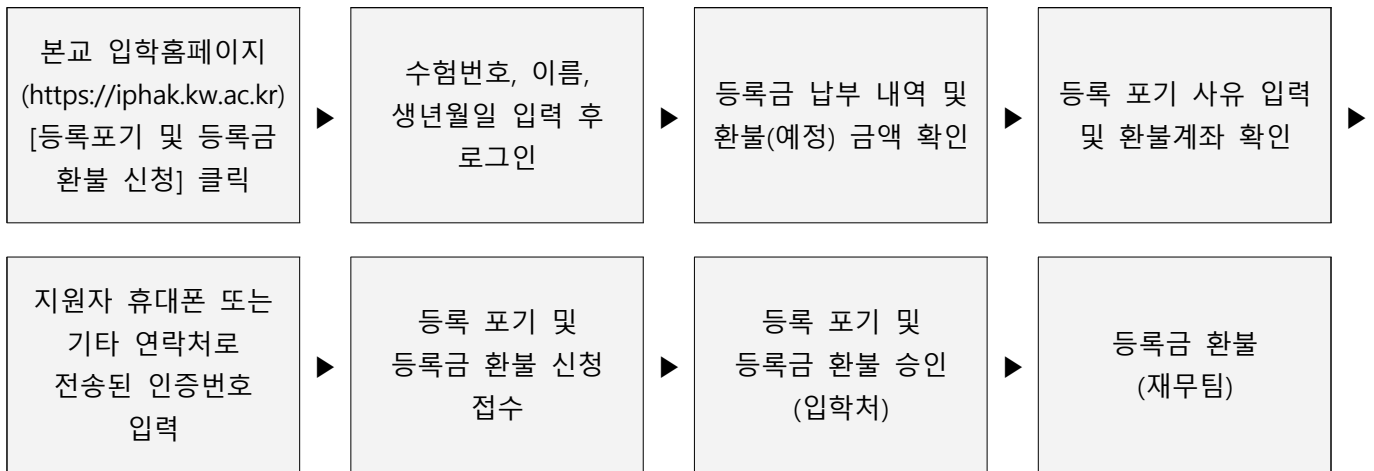 본교 입학홈페이지
(https://iphak.kw.ac.kr)
[등록포기 및 등록금
환불 신청] 클릭
▶
수험번호, 이름,
생년월일 입력 후
로그인
▶
등록금 납부 내역 및
환불(예정) 금액 확인
▶
등록 포기 사유 입력
및 환불계좌 확인
▶
지원자 휴대폰 또는
기타 연락처로
전송된 인증번호
입력
▶
등록 포기 및
등록금 환불 신청
접수
▶
등록 포기 및
등록금 환불 승인
(입학처)
▶
등록금 환불
(재무팀)